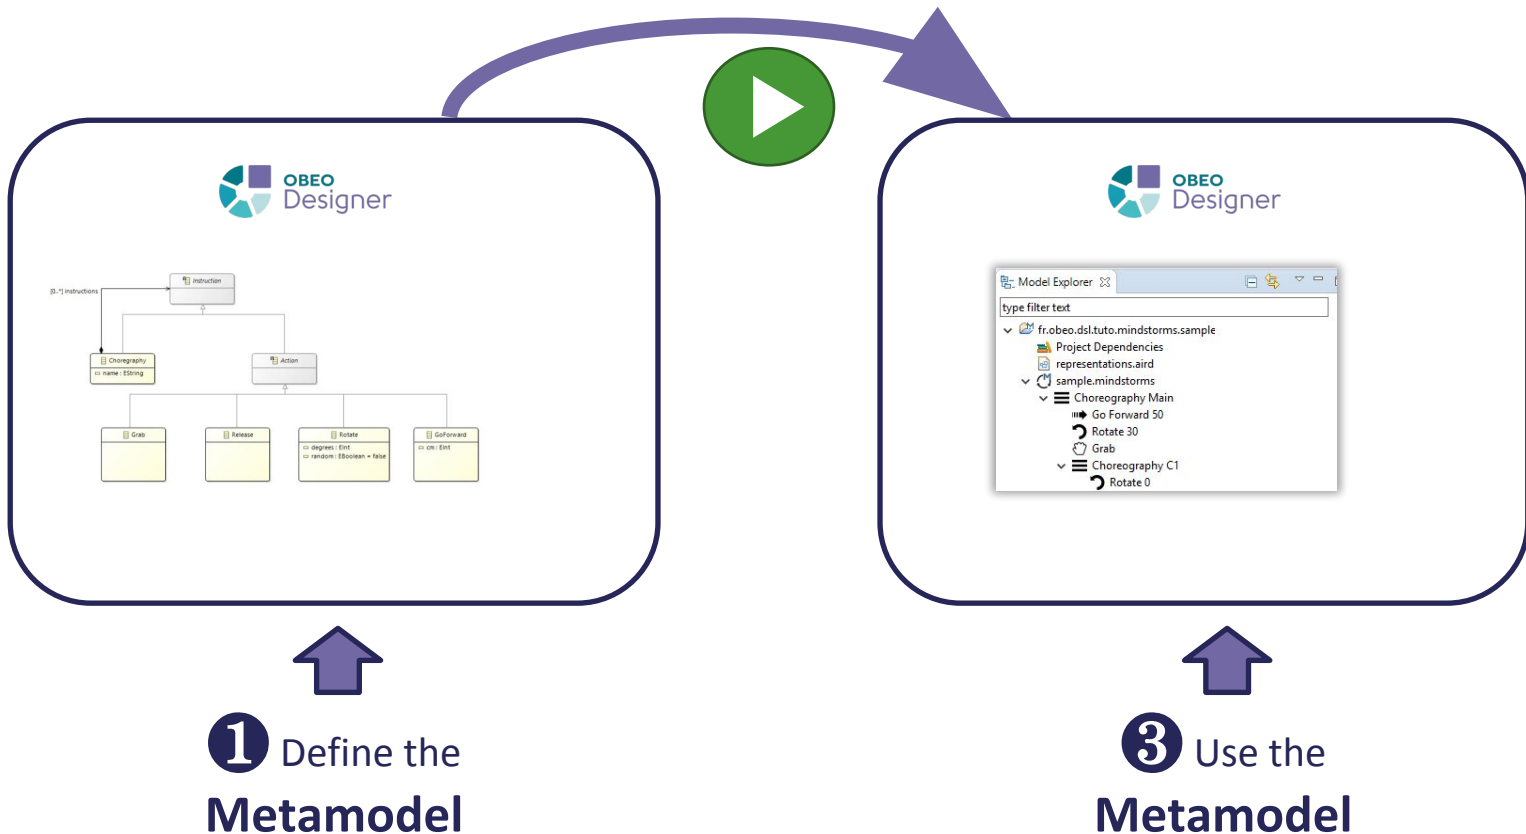 OBEO
Designer
Instruction
[0..*] instructions
Choregraphy
name : EString
Action
Grab
Release
Rotate
degrees : EInt
random : EBoolean = false
GoForward
cm : EInt
❶ Define the
Metamodel
OBEO
Designer
Model Explorer
type filter text
fr.obeo.dsl.tuto.mindstorms.sample
Project Dependencies
representations.aird
sample.mindstorms
Choreography Main
Go Forward 50
Rotate 30
Grab
Choreography C1
Rotate 0
❸ Use the
Metamodel